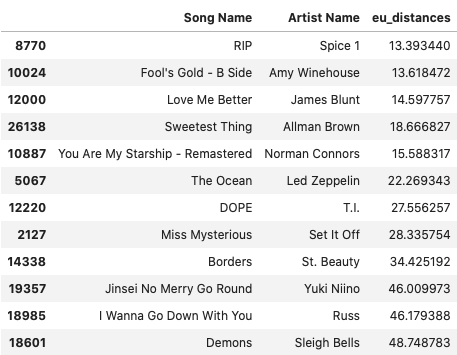 Song Name Artist Name eu_distances
8770 RIP Spice 1 13.393440
10024 Fool's Gold - B Side Amy Winehouse 13.618472
12000 Love Me Better James Blunt 14.597757
26138 Sweetest Thing Allman Brown 18.666827
10887 You Are My Starship - Remastered Norman Connors 15.588317
5067 The Ocean Led Zeppelin 22.269343
12220 DOPE T.I. 27.556257
2127 Miss Mysterious Set It Off 28.335754
14338 Borders St. Beauty 34.425192
19357 Jinsei No Merry Go Round Yuki Niino 46.009973
18985 I Wanna Go Down With You Russ 46.179388
18601 Demons Sleigh Bells 48.748783